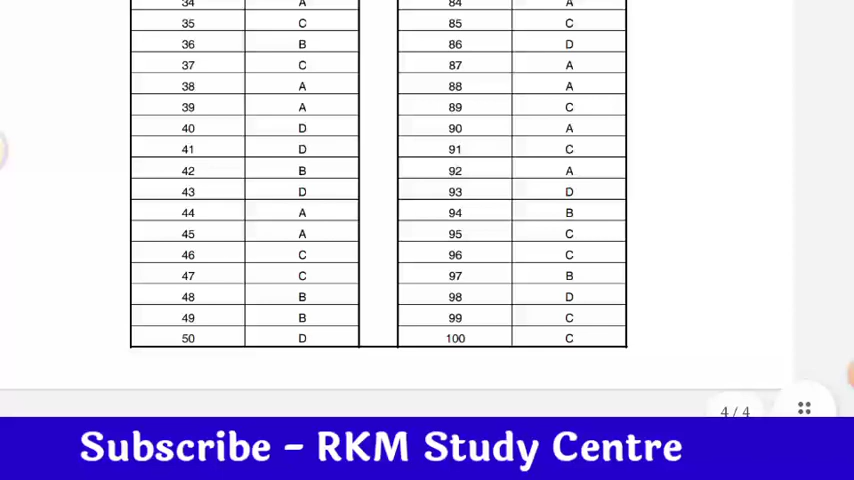 34 A 84 A
35 C 85 C
36 B 86 D
37 C 87 A
38 A 88 A
39 A 89 C
40 D 90 A
41 D 91 C
42 B 92 A
43 D 93 D
44 A 94 B
45 A 95 C
46 C 96 C
47 C 97 B
48 B 98 D
49 B 99 C
50 D 100 C
4 / 4
Subscribe - RKM Study Centre